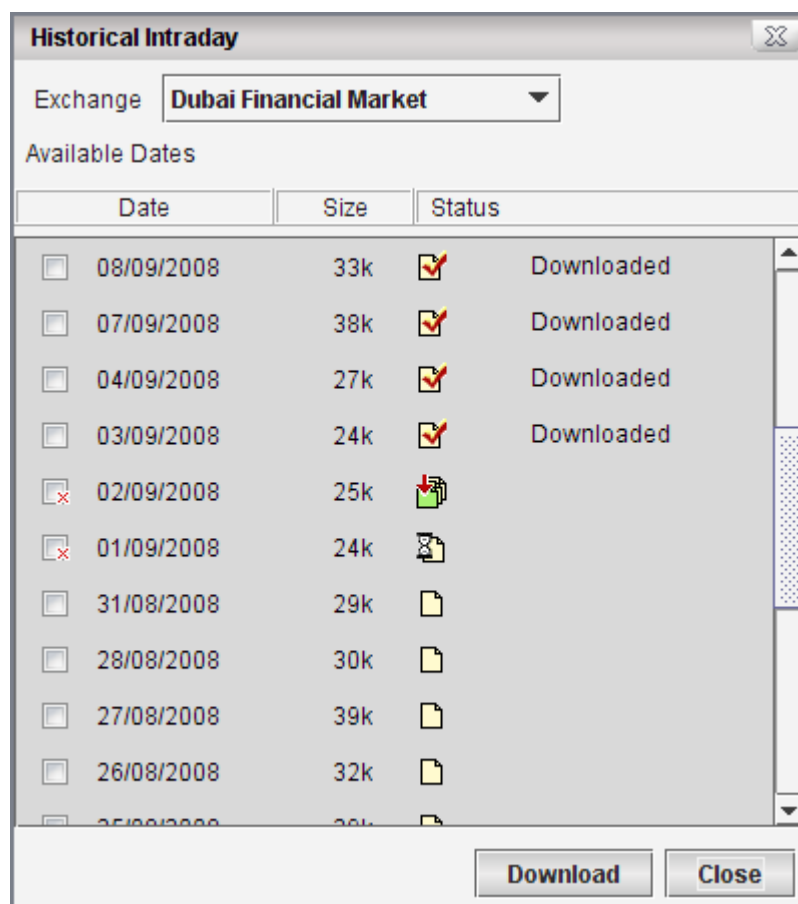 Historical Intraday
Exchange Dubai Financial Market
Available Dates
Date Size Status
08/09/2008 33k Downloaded
07/09/2008 38k Downloaded
04/09/2008 27k Downloaded
03/09/2008 24k Downloaded
02/09/2008 25k
01/09/2008 24k
31/08/2008 29k
28/08/2008 30k
27/08/2008 39k
26/08/2008 32k
Download Close